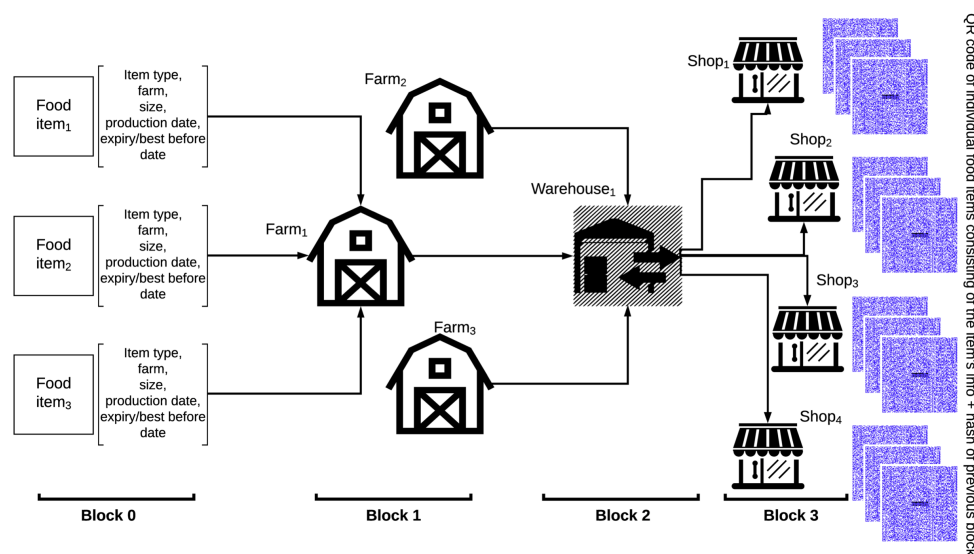 Food
item₁
Item type,
farm,
size,
production date,
expiry/best before
date
Food
item₂
Item type,
farm,
size,
production date,
expiry/best before
date
Food
item₃
Item type,
farm,
size,
production date,
expiry/best before
date
Farm₂
Farm₁
Farm₃
Warehouse₁
Shop₁
Shop₂
Shop₃
Shop₄
QR code of individual food items consisting of the item's info + hash of previous block
Block 0
Block 1
Block 2
Block 3